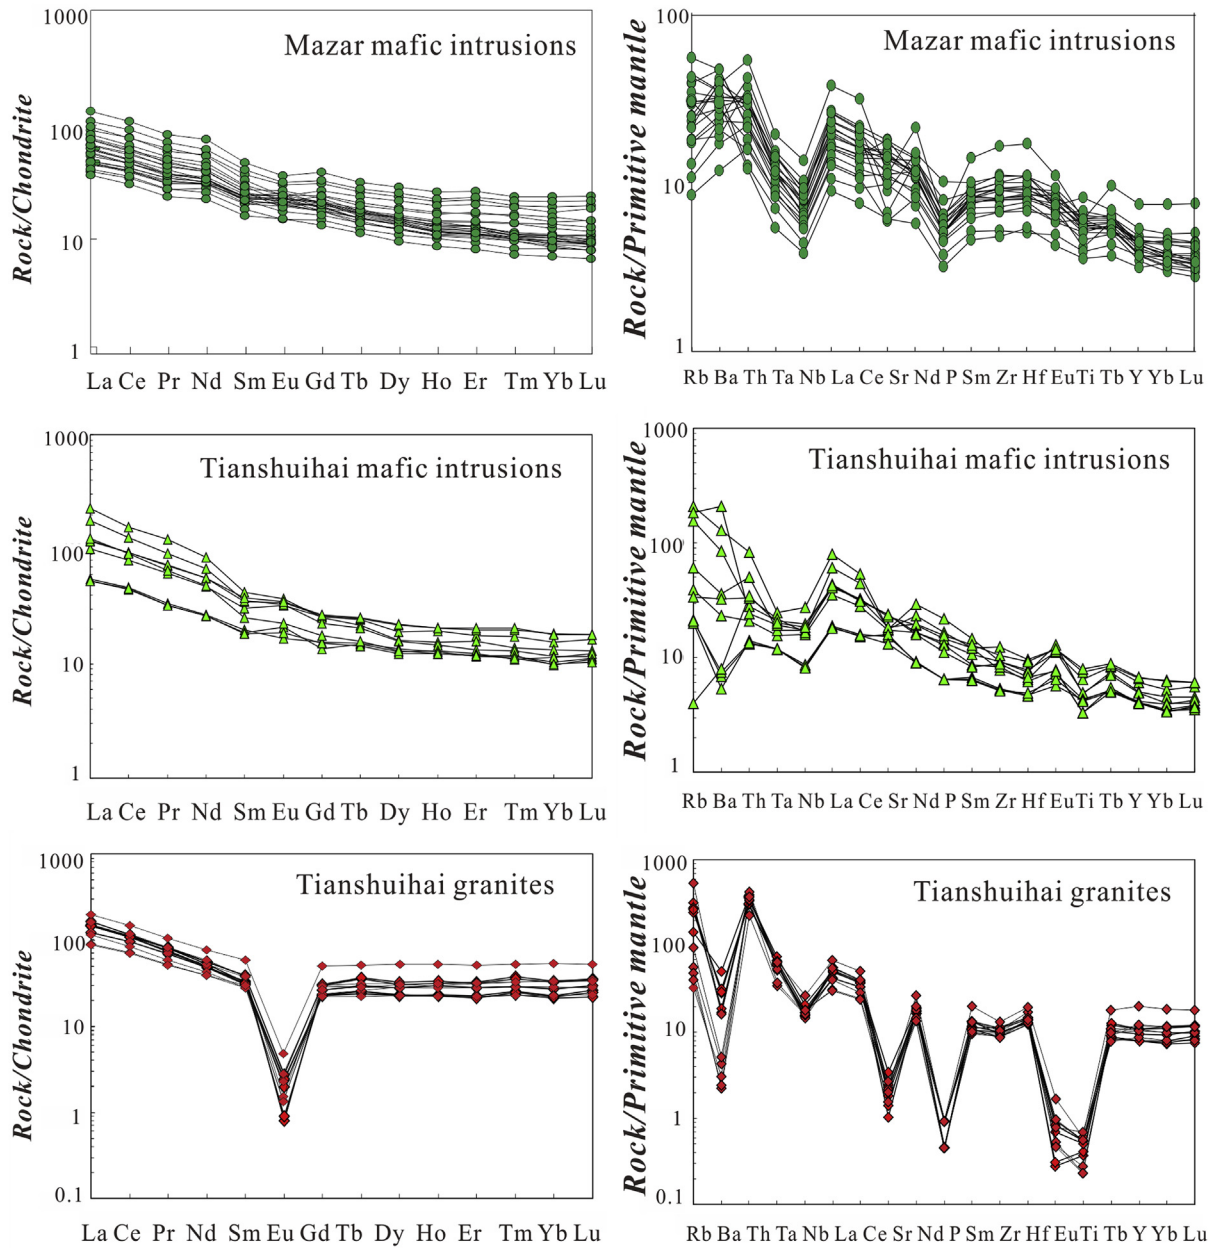 Mazar mafic intrusions
Rock/Chondrite
1000
100
10
1
La Ce Pr Nd Sm Eu Gd Tb Dy Ho Er Tm Yb Lu
Mazar mafic intrusions
Rock/Primitive mantle
100
10
1
Rb Ba Th Ta Nb La Ce Sr Nd P Sm Zr Hf Eu Ti Tb Y Yb Lu
Tianshuihai mafic intrusions
Rock/Chondrite
1000
100
10
1
La Ce Pr Nd Sm Eu Gd Tb Dy Ho Er Tm Yb Lu
Tianshuihai mafic intrusions
Rock/Primitive mantle
1000
100
10
1
Rb Ba Th Ta Nb La Ce Sr Nd P Sm Zr Hf Eu Ti Tb Y Yb Lu
Tianshuihai granites
Rock/Chondrite
1000
100
10
1
0.1
La Ce Pr Nd Sm Eu Gd Tb Dy Ho Er Tm Yb Lu
Tianshuihai granites
Rock/Primitive mantle
1000
100
10
1
0.1
Rb Ba Th Ta Nb La Ce Sr Nd P Sm Zr Hf Eu Ti Tb Y Yb Lu